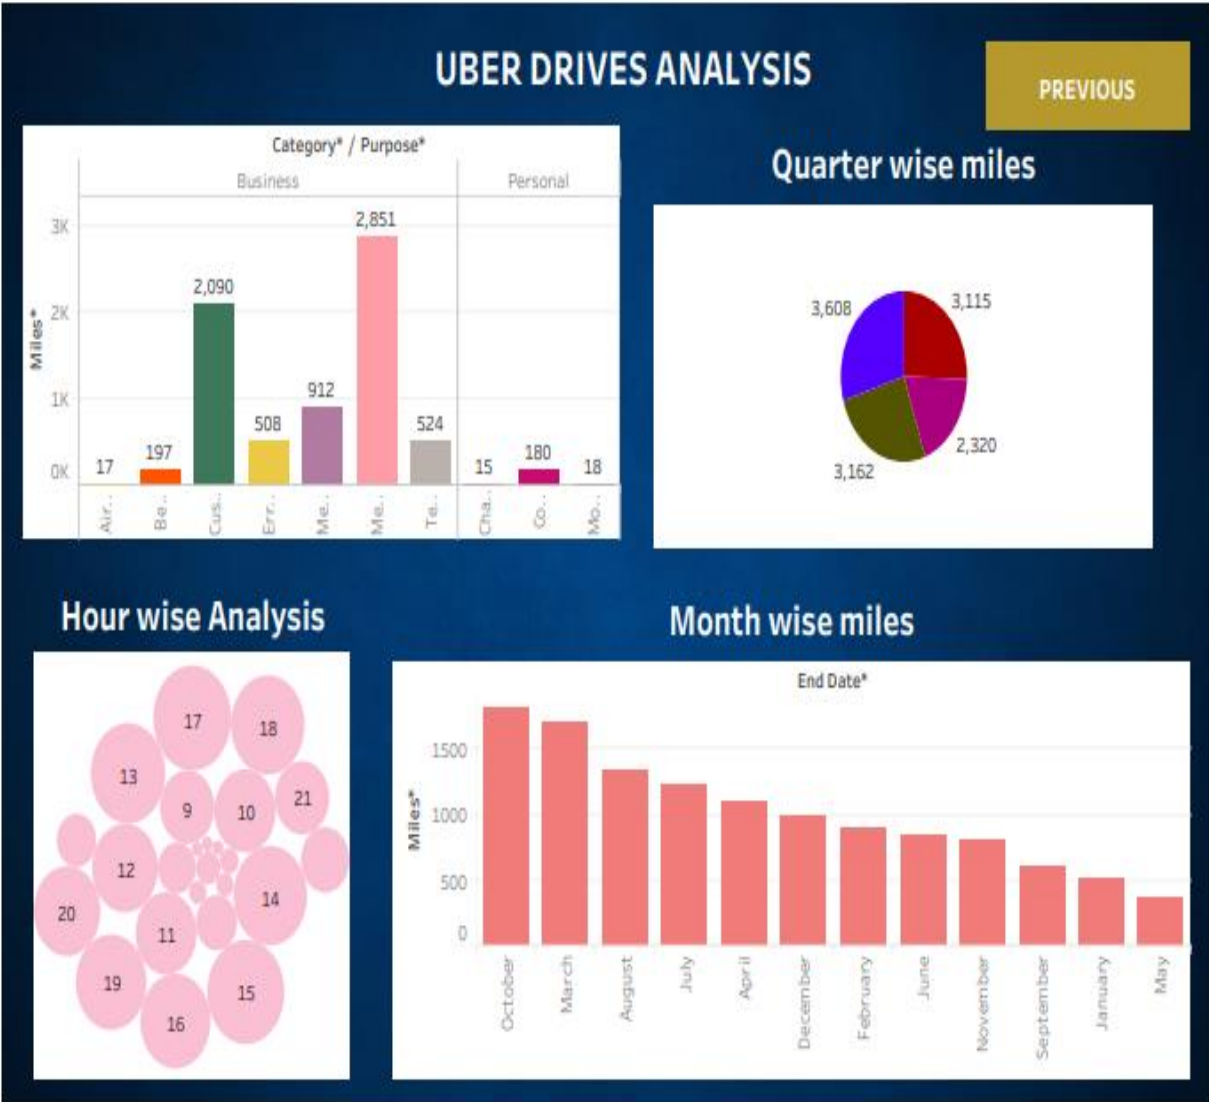 UBER DRIVES ANALYSIS
PREVIOUS
Category* / Purpose*
Business Personal
Miles*
3K
2K
1K
0K
17 197 2,090 508 912 2,851 524 15 180 18
Air.. Be.. Cus.. Err.. Me.. Me.. Te.. Cha.. Co.. Mo..
Quarter wise miles
3,608 3,115
3,162 2,320
Hour wise Analysis
17 18
13
9 10 21
12
14
20
11
19 15
16
Month wise miles
End Date*
Miles*
1500
1000
500
0
October March August July April December February June November September January May